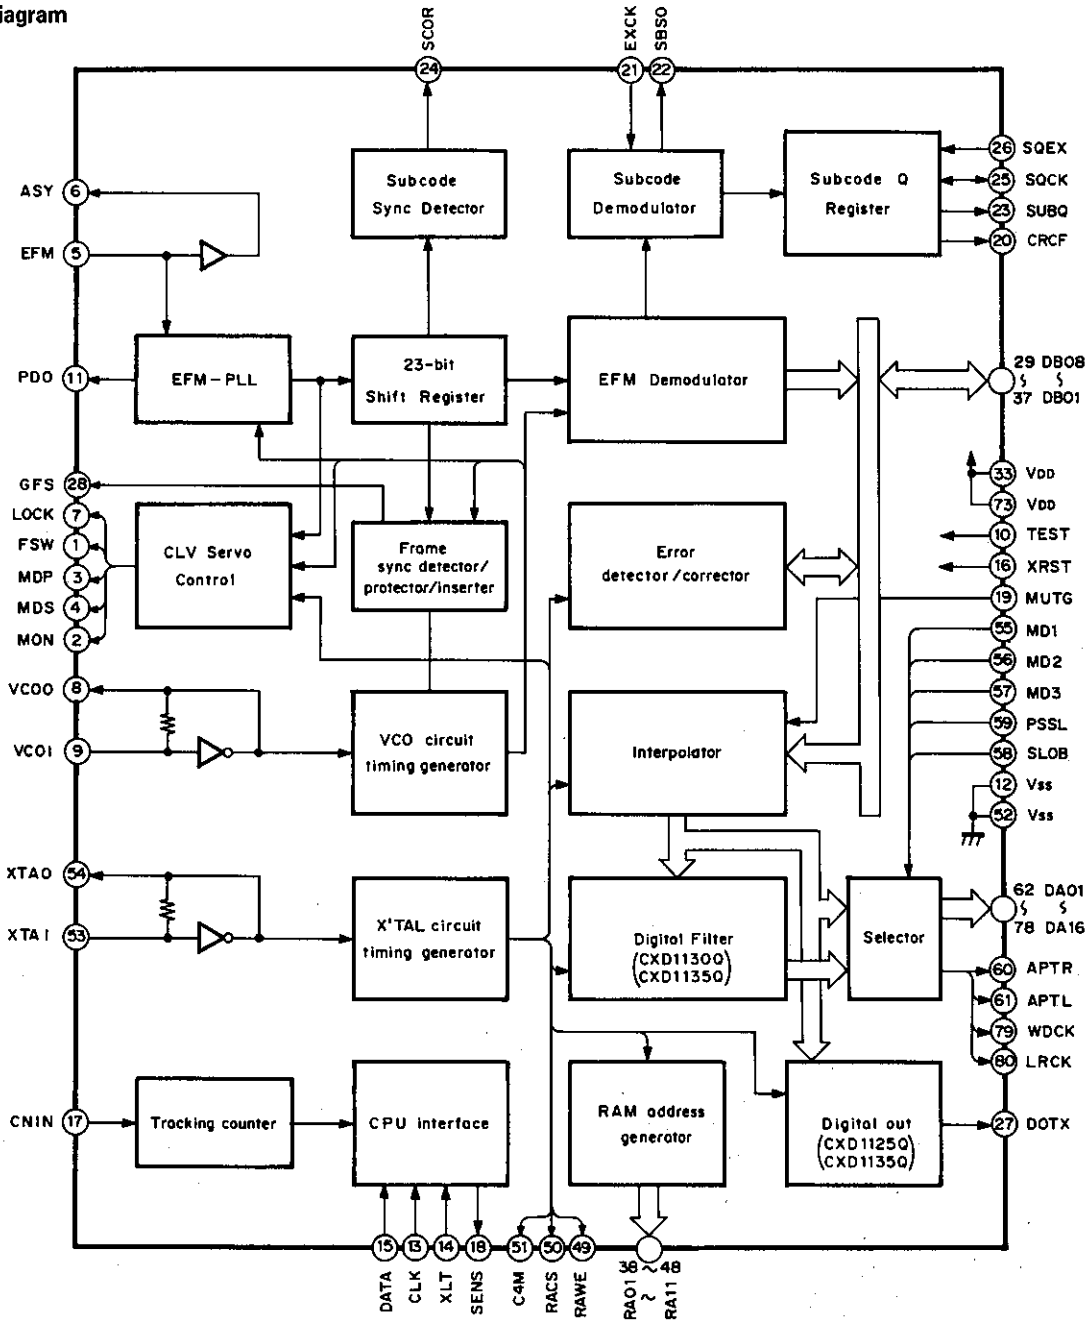 iagram
SCOR
EXCK
SBSO
24
21
22
ASY
6
EFM
5
Subcode
Sync Detector
Subcode
Demodulator
Subcode Q
Register
26
SQEX
25
SQCK
23
SUBQ
20
CRCF
PDO
11
EFM-PLL
23-bit
Shift Register
EFM Demodulator
29 DB08
37 DB01
GFS
28
LOCK
7
FSW
1
MDP
3
MDS
4
MON
2
CLV Servo
Control
Frame
sync detector/
protector/inserter
Error
detector/corrector
33
VDD
73
VDD
10
TEST
16
XRST
19
MUTG
55
MD1
56
MD2
57
MD3
59
PSSL
58
SLOB
12
Vss
52
Vss
VCOO
8
VCOI
9
VCO circuit
timing generator
Interpolator
XTAO
54
XTAI
53
X'TAL circuit
timing generator
Digital Filter
(CXD1130Q
CXD1135Q)
Selector
62 DA01
78 DA16
60
APTR
61
APTL
79
WDCK
80
LRCK
CNIN
17
Tracking counter
CPU interface
RAM address
generator
Digital out
(CXD1125Q
CXD1135Q)
27
DOTX
15
13
14
18
51
50
49
38 ~ 48
DATA
CLK
XLT
SENS
C4M
RACS
RAWE
RA01
~
RA11